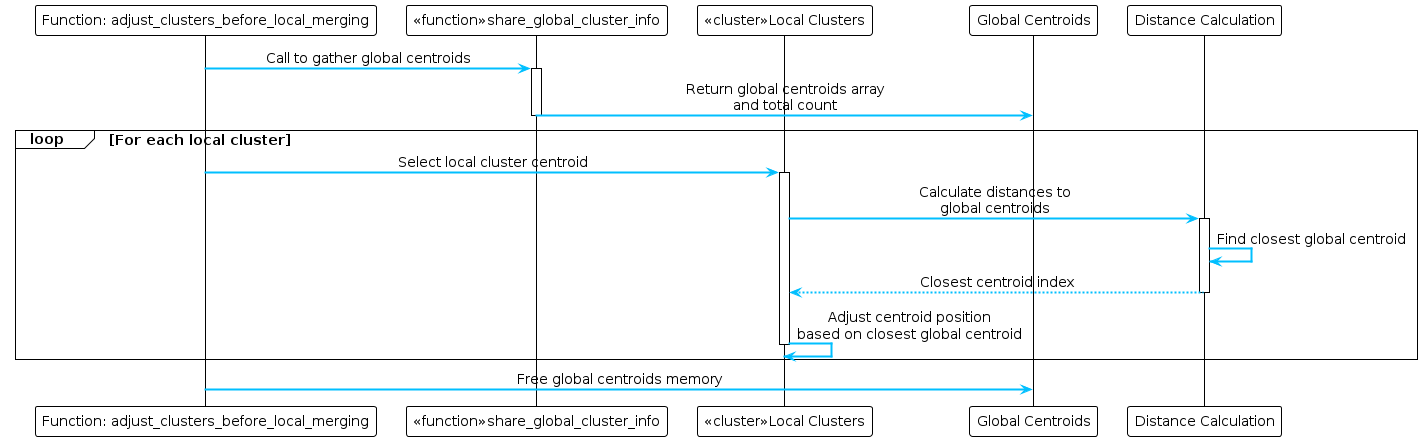 Function: adjust_clusters_before_local_merging
«function»share_global_cluster_info
«cluster»Local Clusters
Global Centroids
Distance Calculation
Call to gather global centroids
Return global centroids array
and total count
loop
[For each local cluster]
Select local cluster centroid
Calculate distances to
global centroids
Find closest global centroid
Closest centroid index
Adjust centroid position
based on closest global centroid
Free global centroids memory
Function: adjust_clusters_before_local_merging
«function»share_global_cluster_info
«cluster»Local Clusters
Global Centroids
Distance Calculation